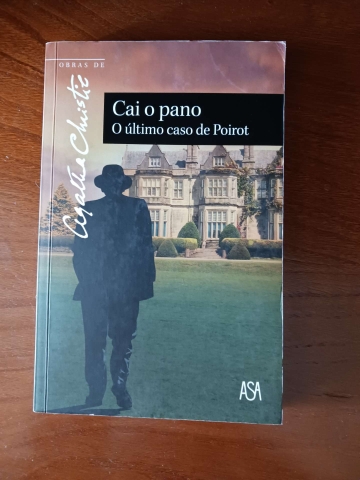 OBRAS DE
Agatha Christie
Cai o pano
O último caso de Poirot
ASA